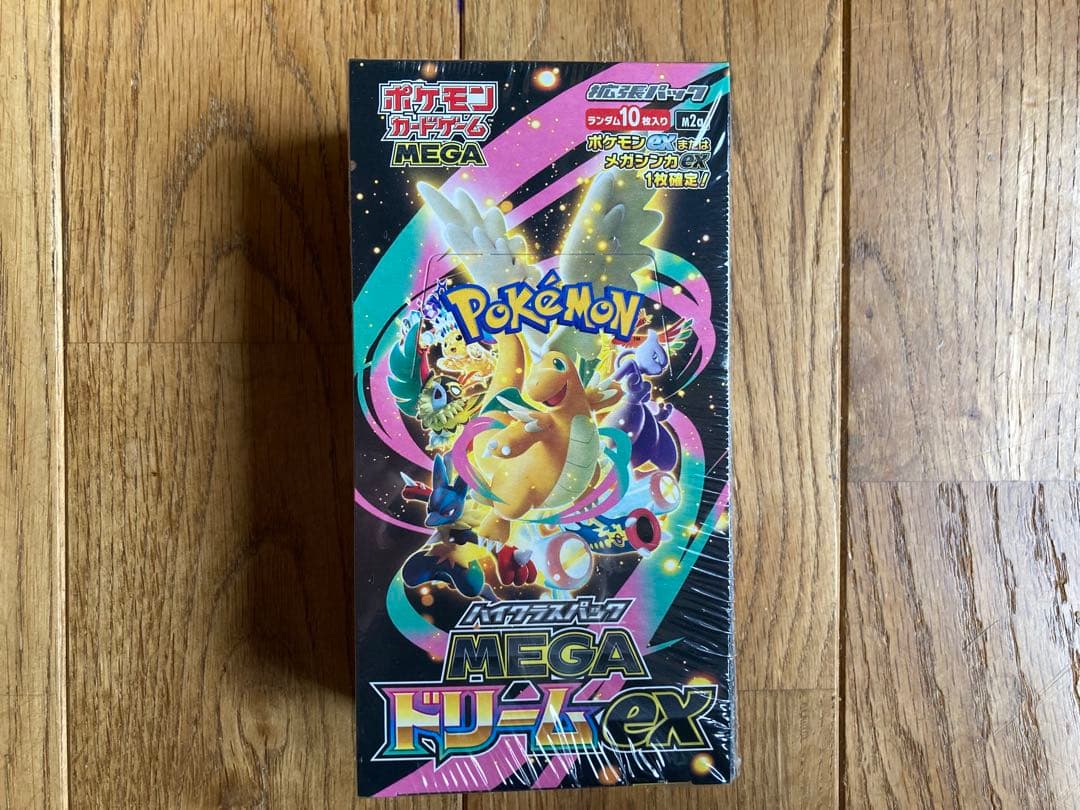 ポケモン
カードゲーム
MEGA
拡張パック
ランダム10枚入り M2a
ポケモンexまたは
メガシンカex
1枚確定!
POKéMON
TM
ハイクラスパック
MEGA
ドリームex